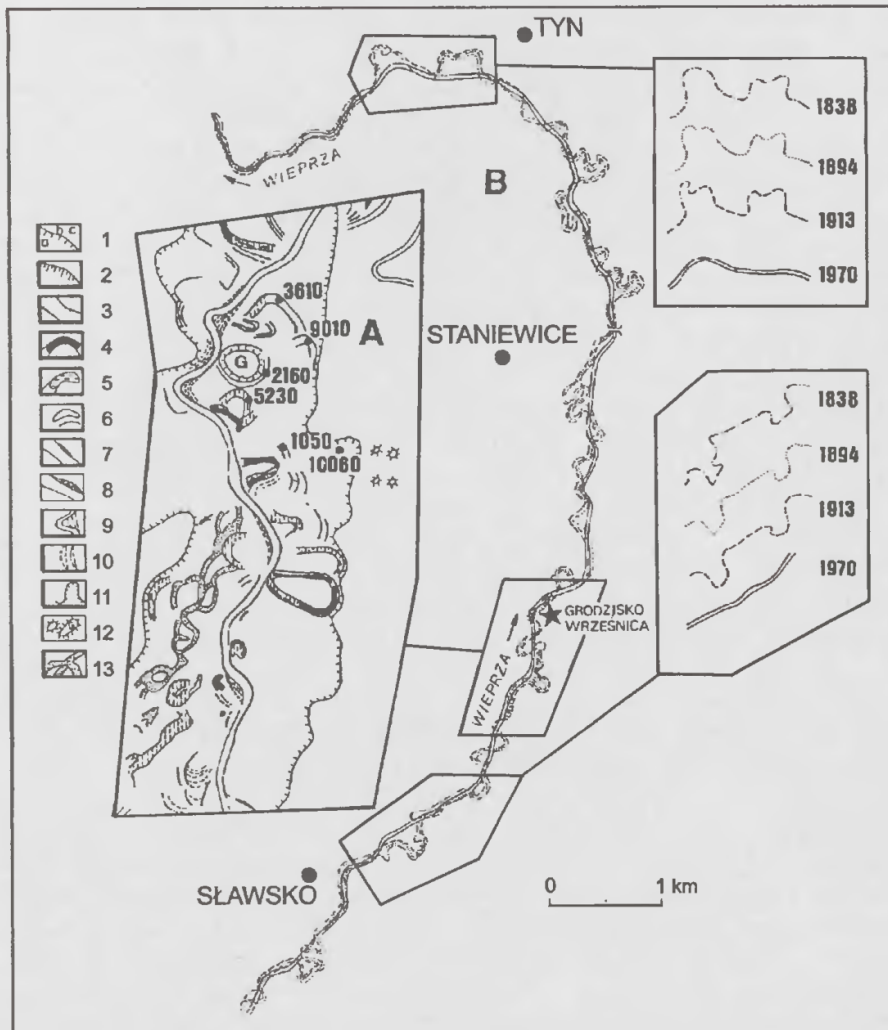 TYN
WIEPRZA
B
1838
1894
1913
1970
1
a b c
2
3
4
5
6
7
8
9
10
11
12
13
A
3610
9010
G
2160
5230
1050
10060
STANIEWICE
1838
1894
1913
1970
GRODZISKO
WRZEŚNICA
WIEPRZA
SŁAWSKO
0 1 km